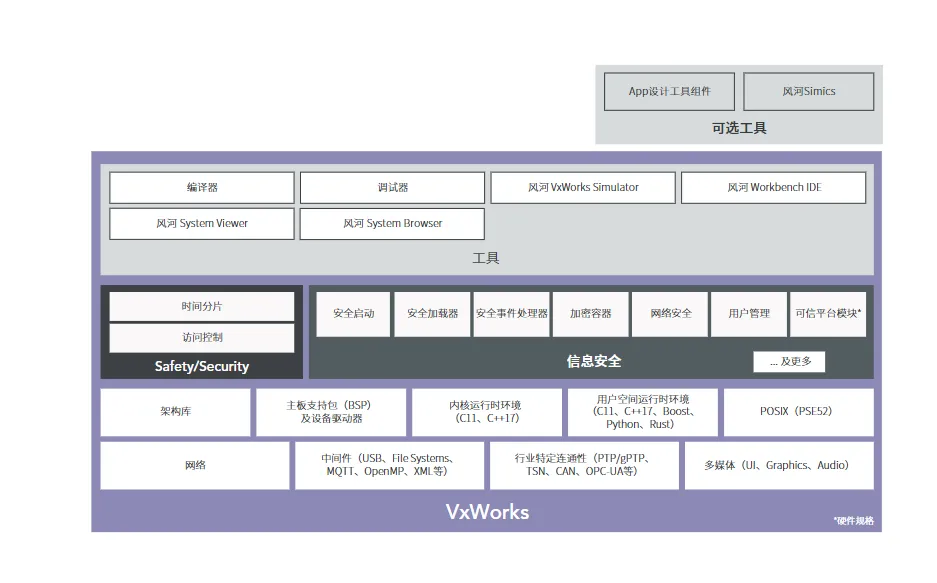 App设计工具组件
风河Simics
可选工具
编译器
调试器
风河 VxWorks Simulator
风河 Workbench IDE
风河 System Viewer
风河 System Browser
工具
时间分片
访问控制
Safety/Security
安全启动
安全加载器
安全事件处理器
加密容器
网络安全
用户管理
可信平台模块*
信息安全
... 及更多
架构库
主板支持包（BSP）
及设备驱动器
内核运行时环境
（C11、C++17）
用户空间运行时环境
（C11、C++17、Boost、
Python、Rust）
POSIX（PSE52）
网络
中间件（USB、File Systems、
MQTT、OpenMP、XML等）
行业特定连通性（PTP/gPTP、
TSN、CAN、OPC-UA等）
多媒体（UI、Graphics、Audio）
VxWorks
*硬件规格